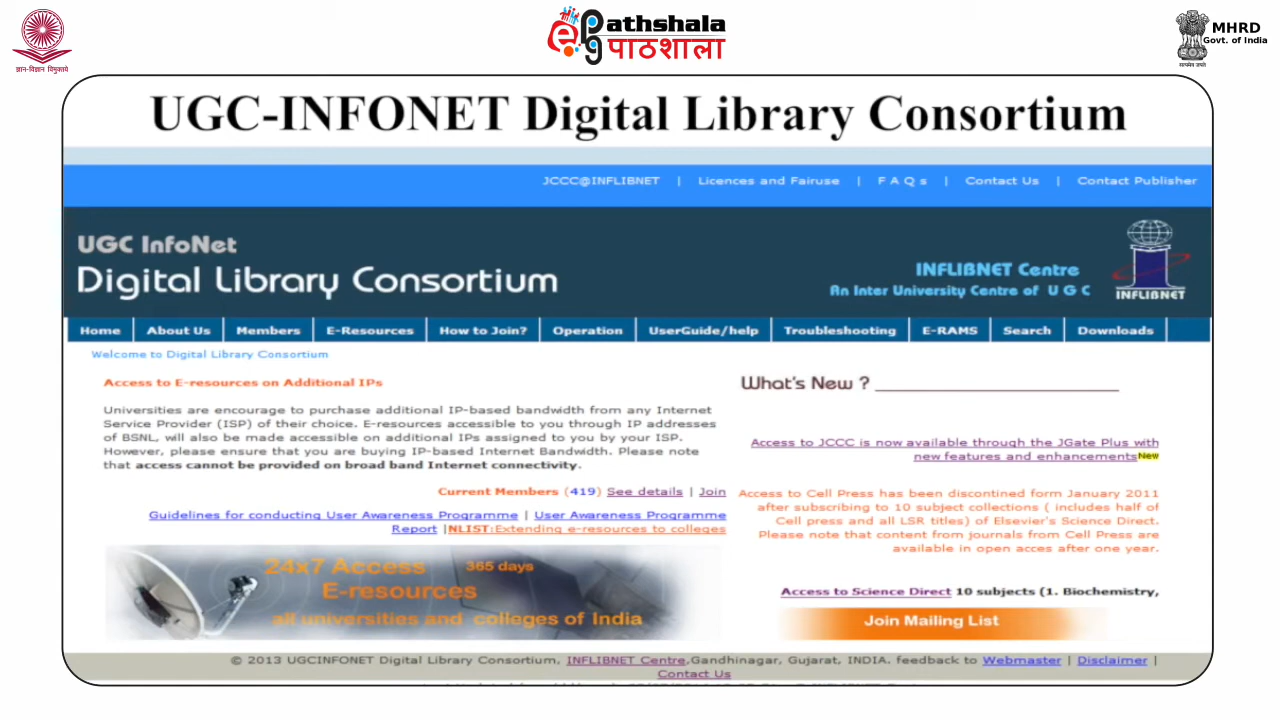 ज्ञान-विज्ञान विमुक्तये
ePathshala
पाठशाला
MHRD
Govt. of India
सत्यमेव जयते
UGC-INFONET Digital Library Consortium
JCCC@INFLIBNET | Licences and Fairuse | F A Q s | Contact Us | Contact Publisher
UGC InfoNet
Digital Library Consortium
INFLIBNET Centre
An Inter University Centre of U G C
INFLIBNET
Home About Us Members E-Resources How to Join? Operation UserGuide/help Troubleshooting E-RAMS Search Downloads
Welcome to Digital Library Consortium
Access to E-resources on Additional IPs
Universities are encourage to purchase additional IP-based bandwidth from any Internet
Service Provider (ISP) of their choice. E-resources accessible to you through IP addresses
of BSNL, will also be made accessible on additional IPs assigned to you by your ISP.
However, please ensure that you are buying IP-based Internet Bandwidth. Please note
that access cannot be provided on broad band Internet connectivity.
Current Members (419) See details | Join
Guidelines for conducting User Awareness Programme | User Awareness Programme
Report |NLIST:Extending e-resources to colleges
24x7 Access 365 days
E-resources
all universities and colleges of India
What's New ?
Access to JCCC is now available through the JGate Plus with
new features and enhancements New
Access to Cell Press has been discontined form January 2011
after subscribing to 10 subject collections ( includes half of
Cell press and all LSR titles) of Elsevier's Science Direct.
Please note that content from journals from Cell Press are
available in open acces after one year.
Access to Science Direct 10 subjects (1. Biochemistry,
Join Mailing List
© 2013 UGCINFONET Digital Library Consortium, INFLIBNET Centre,Gandhinagar, Gujarat, INDIA. feedback to Webmaster | Disclaimer |
Contact Us